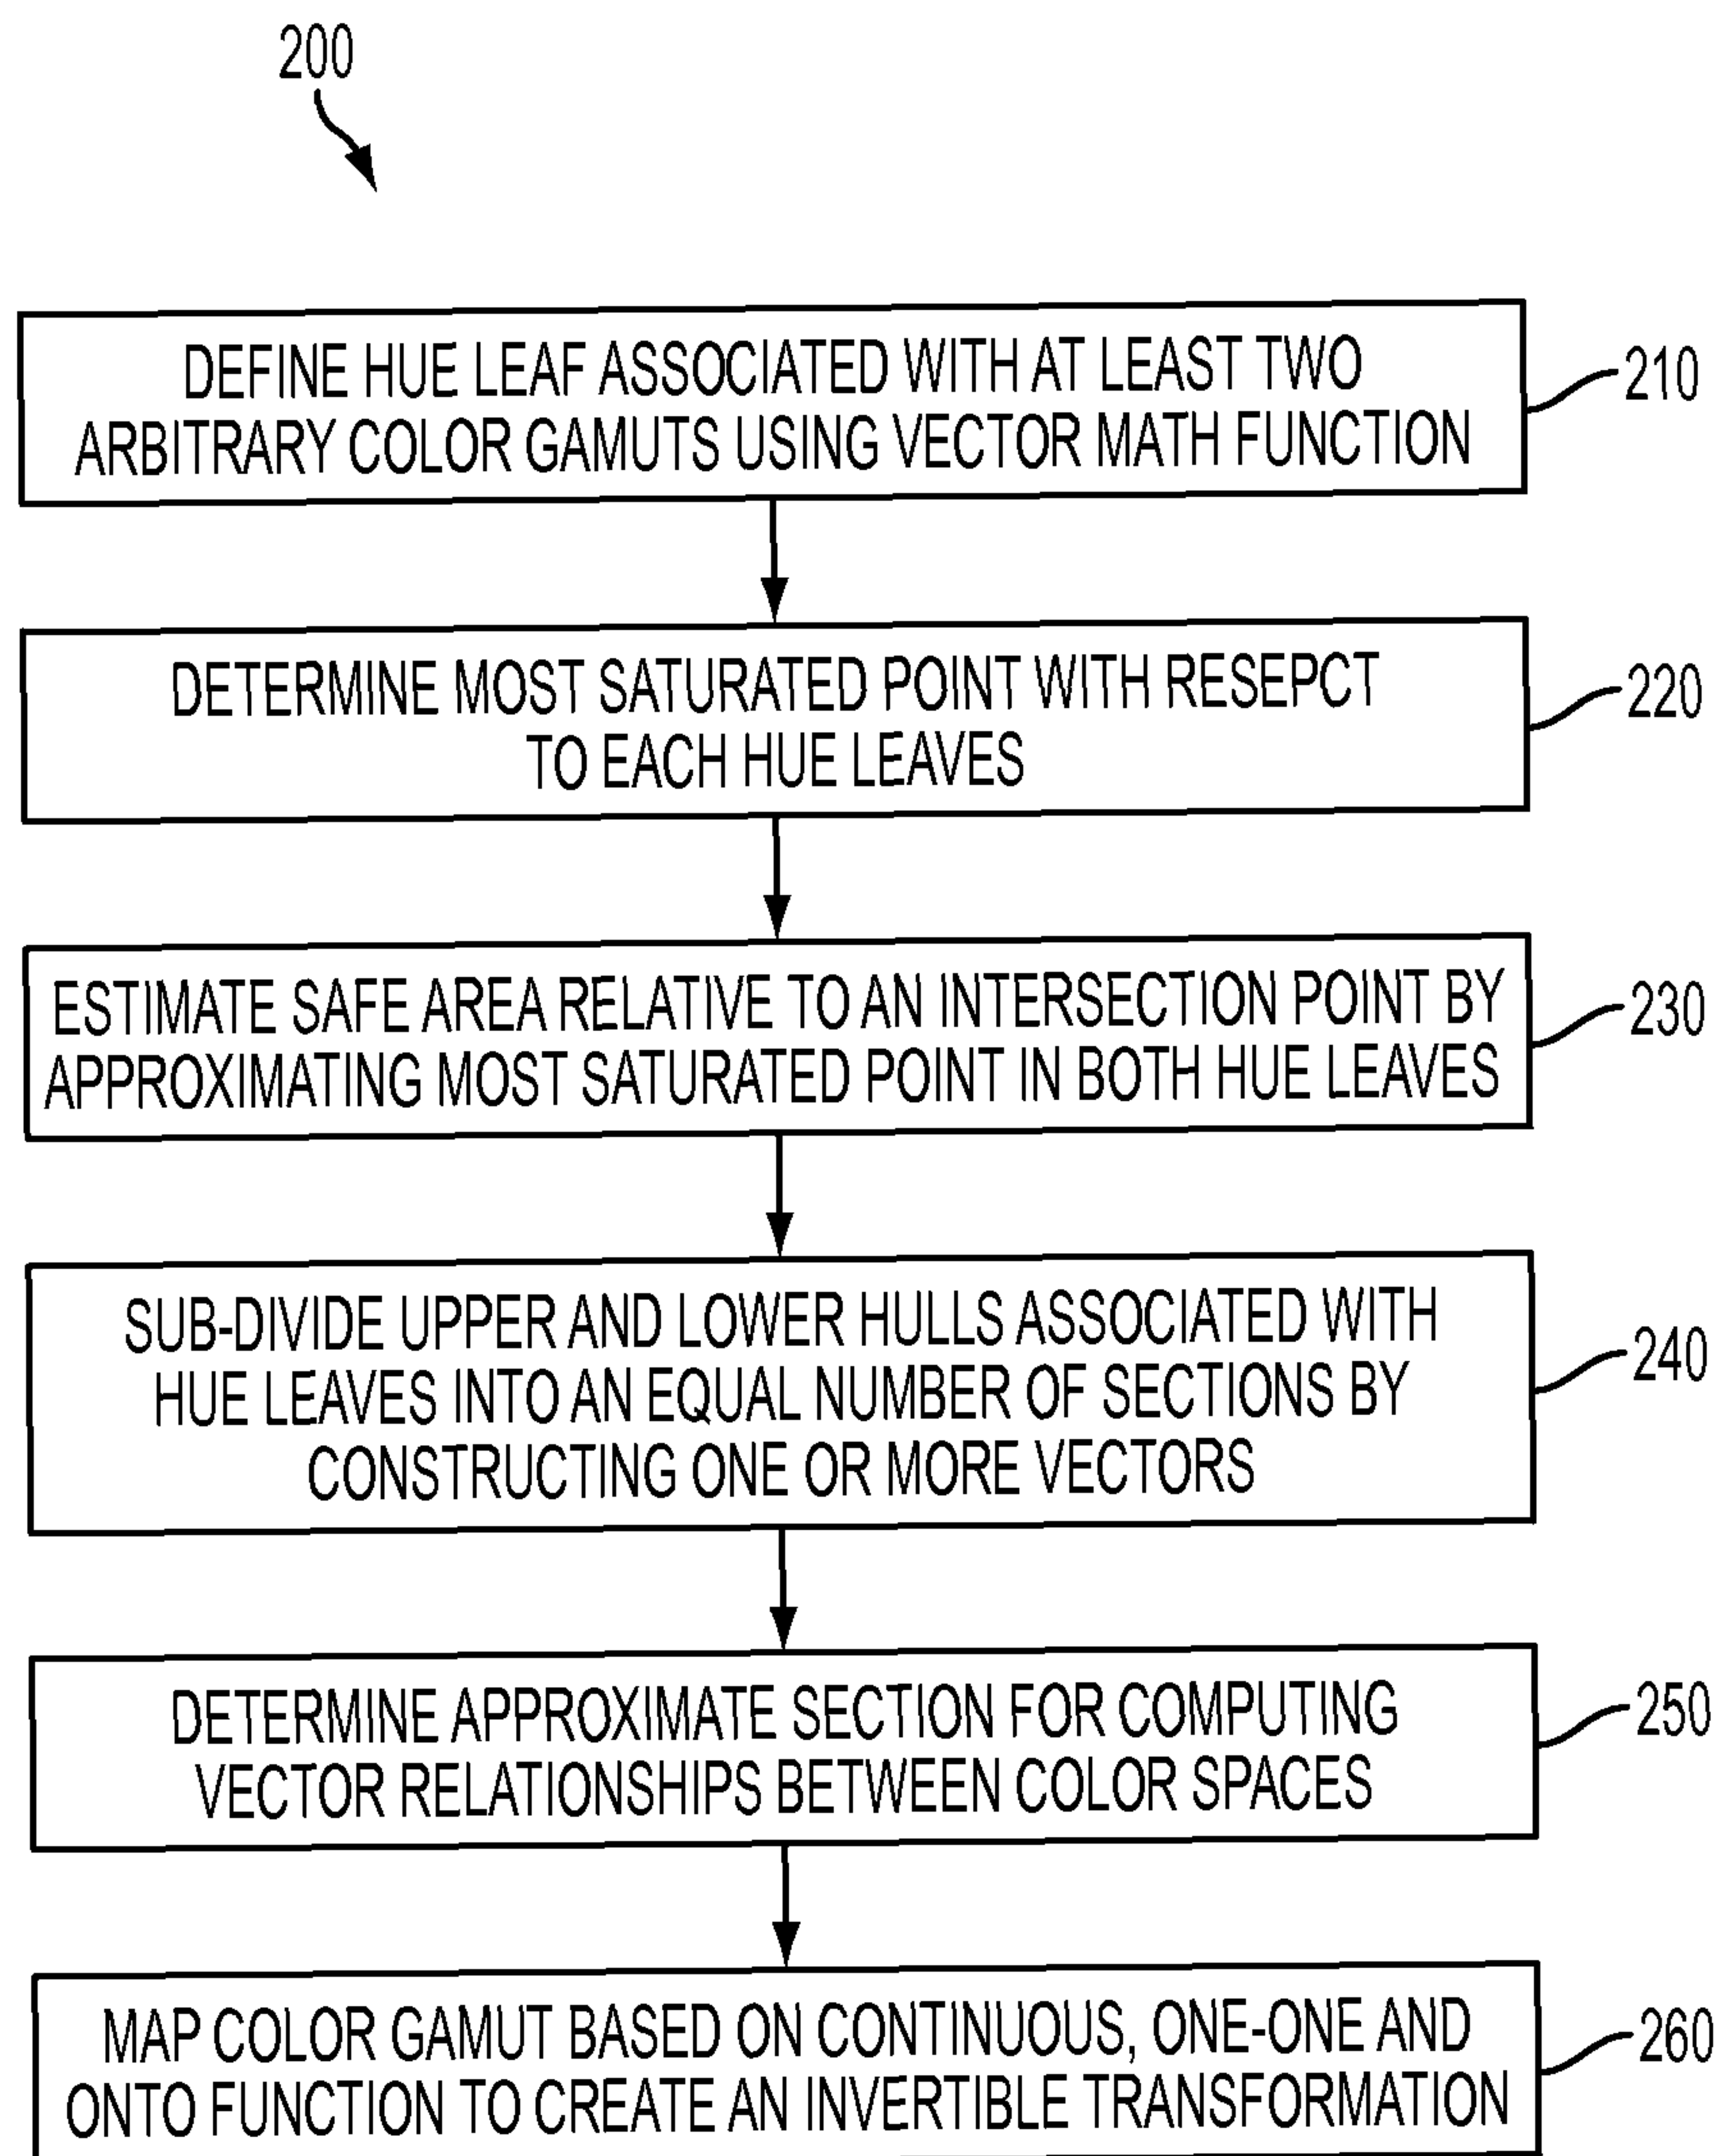 200
DEFINE HUE LEAF ASSOCIATED WITH AT LEAST TWO
ARBITRARY COLOR GAMUTS USING VECTOR MATH FUNCTION
210
DETERMINE MOST SATURATED POINT WITH RESEPCT
TO EACH HUE LEAVES
220
ESTIMATE SAFE AREA RELATIVE TO AN INTERSECTION POINT BY
APPROXIMATING MOST SATURATED POINT IN BOTH HUE LEAVES
230
SUB-DIVIDE UPPER AND LOWER HULLS ASSOCIATED WITH
HUE LEAVES INTO AN EQUAL NUMBER OF SECTIONS BY
CONSTRUCTING ONE OR MORE VECTORS
240
DETERMINE APPROXIMATE SECTION FOR COMPUTING
VECTOR RELATIONSHIPS BETWEEN COLOR SPACES
250
MAP COLOR GAMUT BASED ON CONTINUOUS, ONE-ONE AND
ONTO FUNCTION TO CREATE AN INVERTIBLE TRANSFORMATION
260